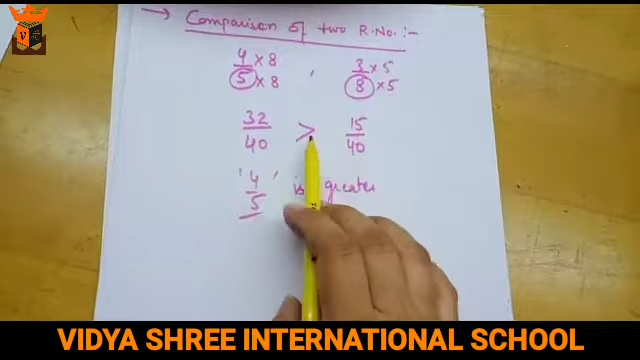 → Comparison of two R.No. :-
4 × 8 , 3 × 5
5 × 8 8 × 5
32 > 15
40 40
'4' is greater
5
VIDYA SHREE INTERNATIONAL SCHOOL